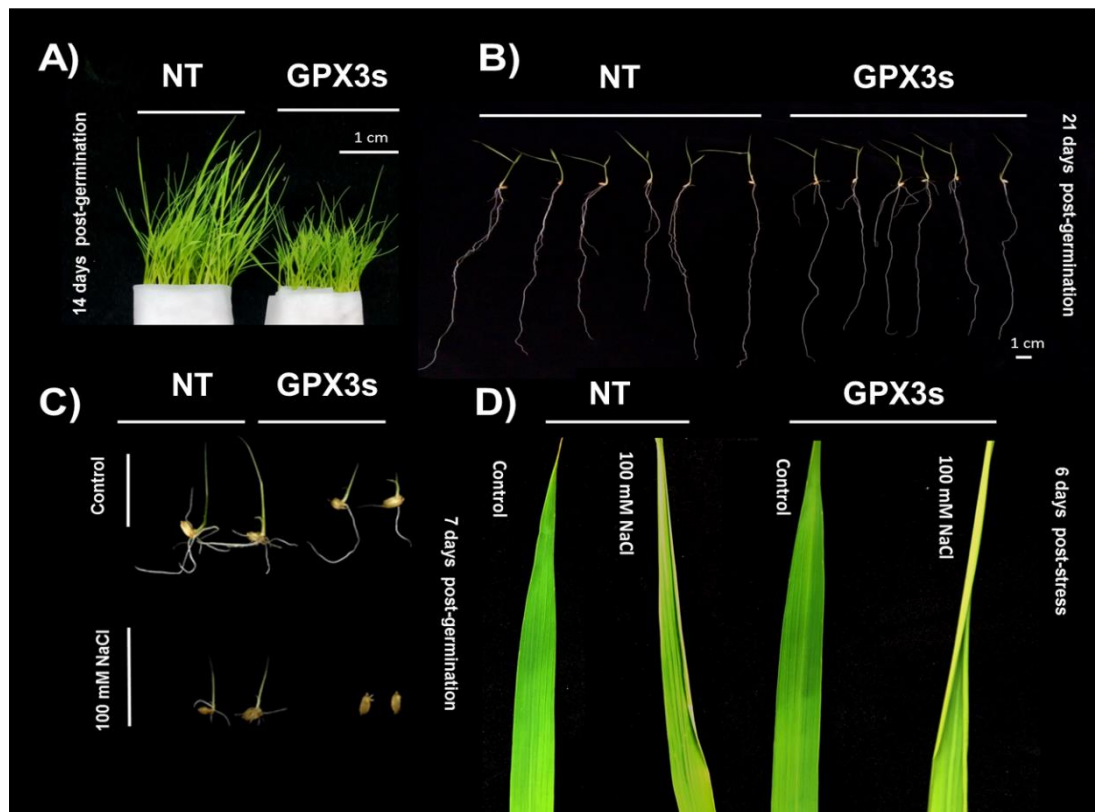 A)
NT
GPX3s
1 cm
14 days post-germination
B)
NT
GPX3s
21 days post-germination
1 cm
C)
NT
GPX3s
Control
100 mM NaCl
7 days post-germination
D)
NT
GPX3s
Control
100 mM NaCl
Control
100 mM NaCl
6 days post-stress